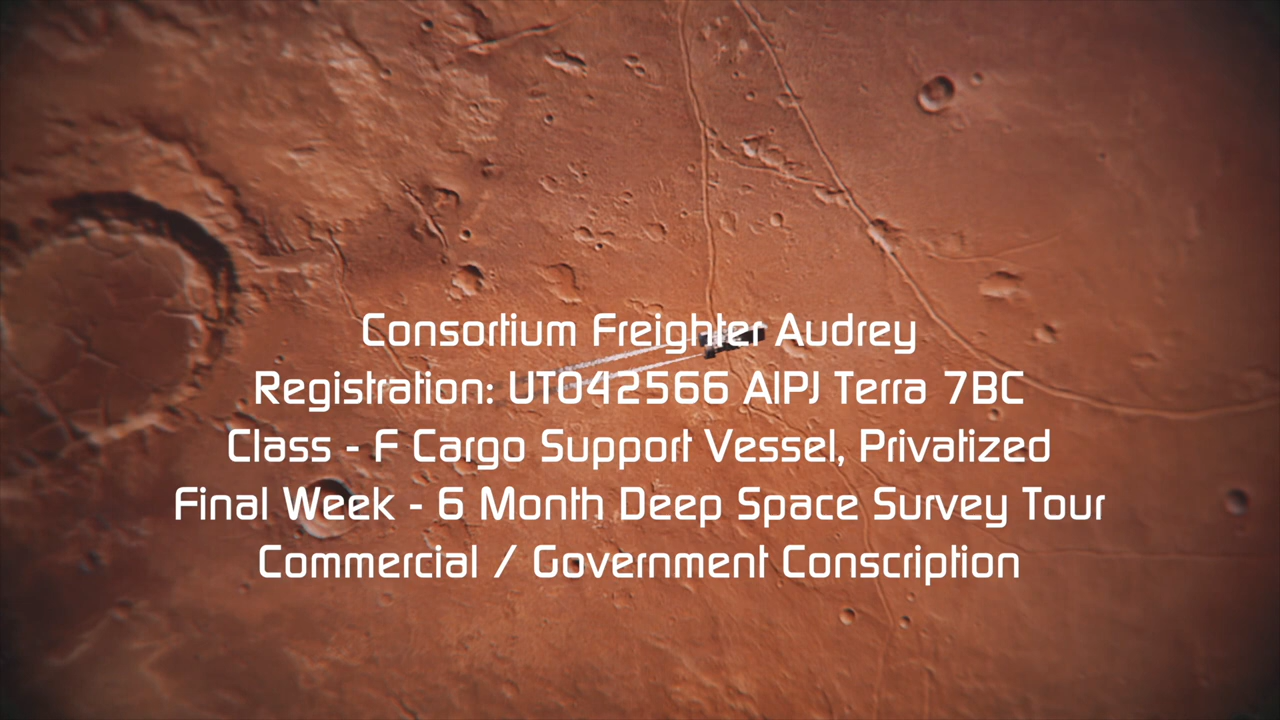 Consortium Freighter Audrey
Registration: UT042566 AIPJ Terra 7BC
Class - F Cargo Support Vessel, Privatized
Final Week - 6 Month Deep Space Survey Tour
Commercial / Government Conscription